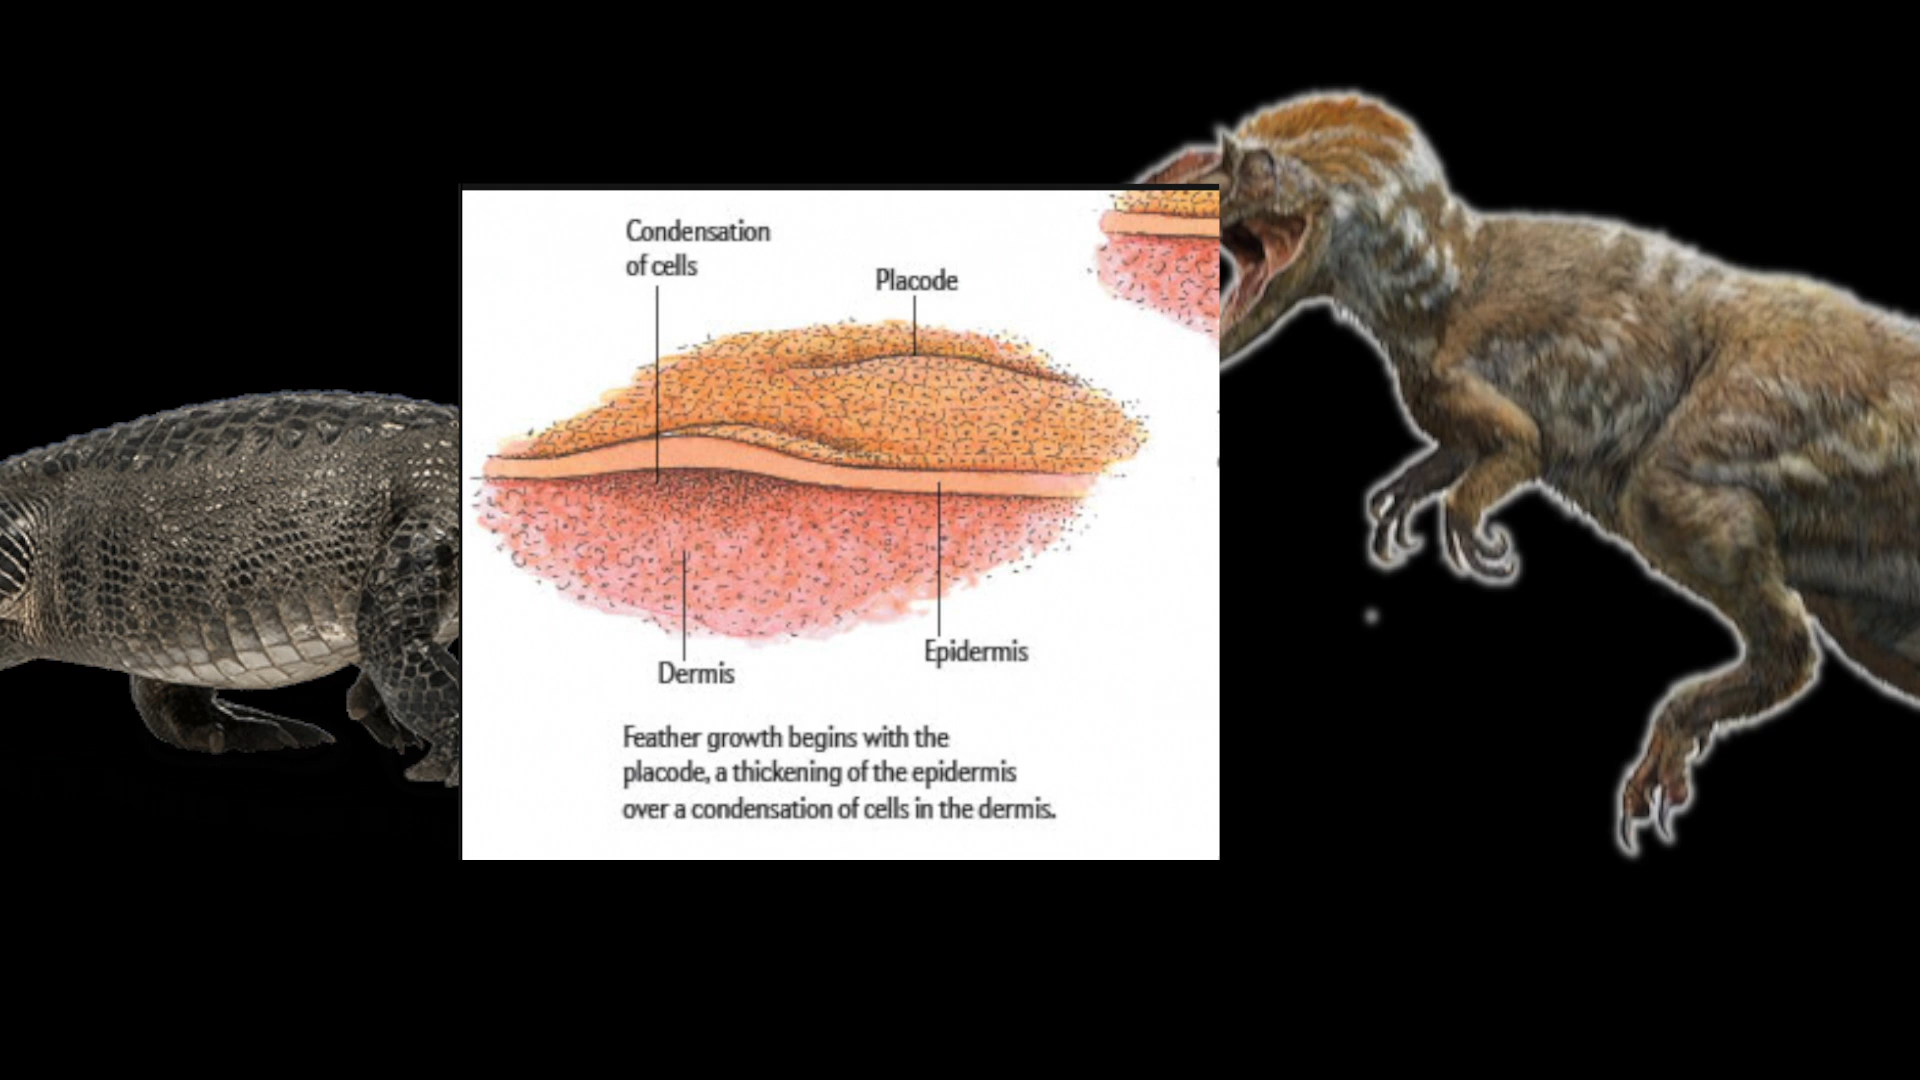 Condensation
of cells
Placode
Epidermis
Dermis
Feather growth begins with the
placode, a thickening of the epidermis
over a condensation of cells in the dermis.